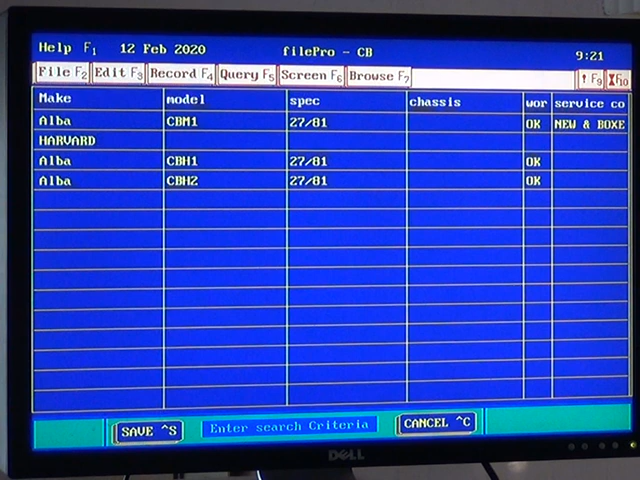 Help F1 12 Feb 2020 filePro - CB 9:21
File F2 Edit F3 Record F4 Query F5 Screen F6 Browse F7 ! F9 F10
Make model spec chassis wor service co
Alba CBM1 27/81 OK NEW & BOXE
HARVARD
Alba CBH1 27/81 OK
Alba CBH2 27/81 OK
SAVE ^S Enter search Criteria CANCEL ^C
DELL